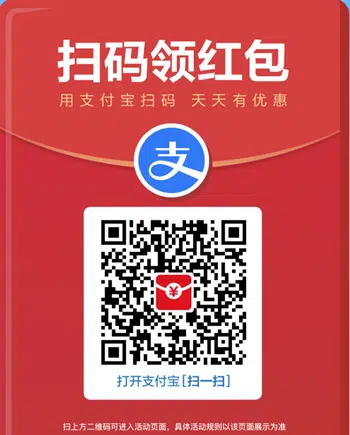 扫码领红包
用支付宝扫码 天天有优惠
支
¥
打开支付宝[扫一扫]
扫上方二维码可进入活动页面，具体活动规则以该页面展示为准